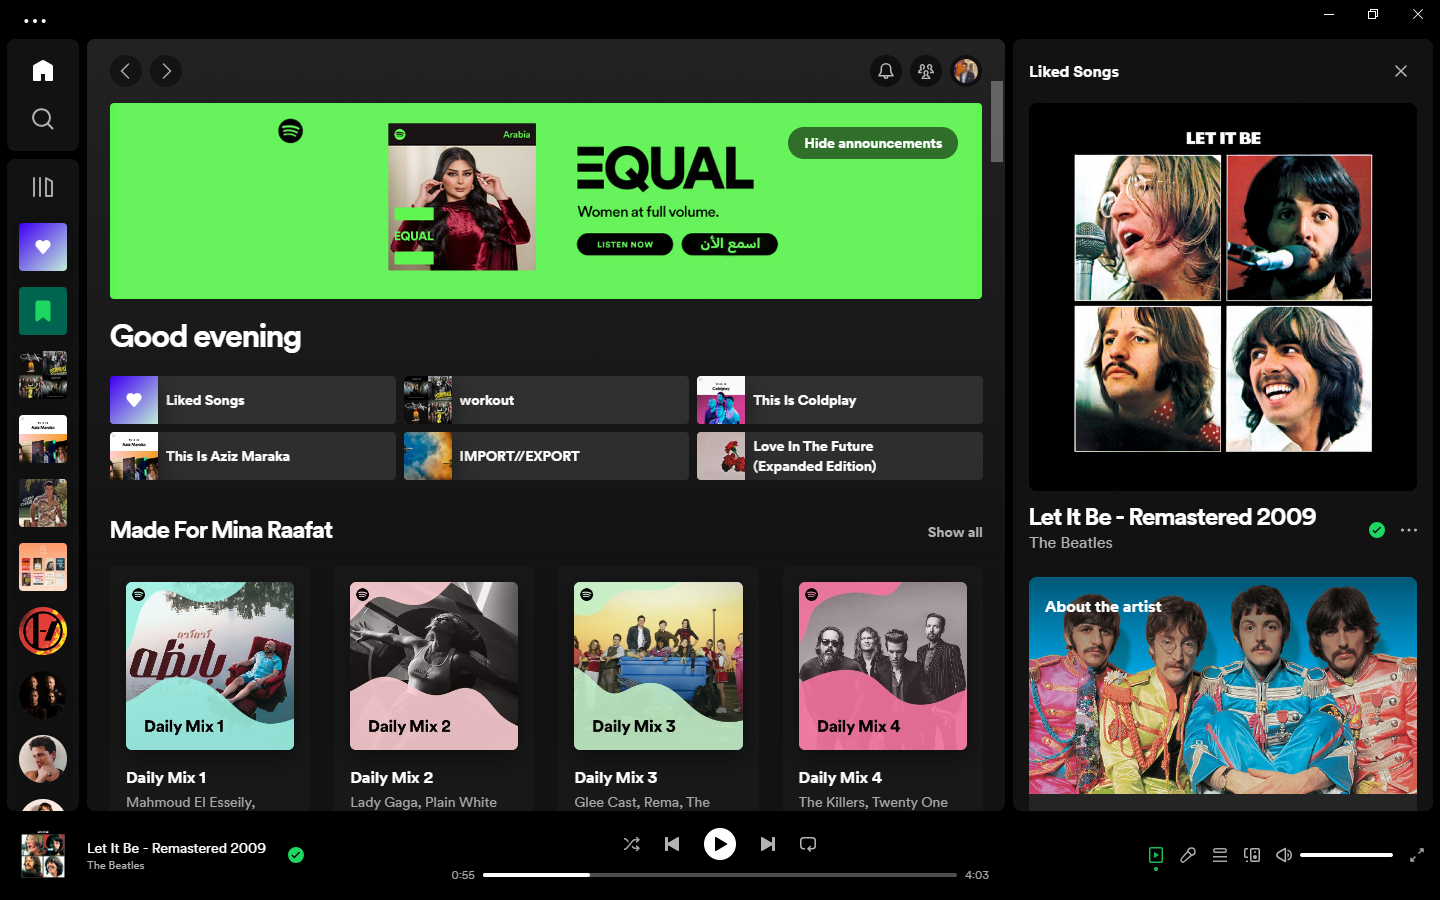 Liked Songs
LET IT BE
Arabia
EQUAL
EQUAL
Women at full volume.
LISTEN NOW
اسمع الأن
Hide announcements
Good evening
Liked Songs
workout
This Is Coldplay
This Is Aziz Maraka
IMPORT//EXPORT
Love In The Future
(Expanded Edition)
Made For Mina Raafat
Show all
Daily Mix 1
Daily Mix 2
Daily Mix 3
Daily Mix 4
Daily Mix 1
Mahmoud El Esseily,
Daily Mix 2
Lady Gaga, Plain White
Daily Mix 3
Glee Cast, Rema, The
Daily Mix 4
The Killers, Twenty One
Let It Be - Remastered 2009
The Beatles
About the artist
Let It Be - Remastered 2009
The Beatles
0:55
4:03